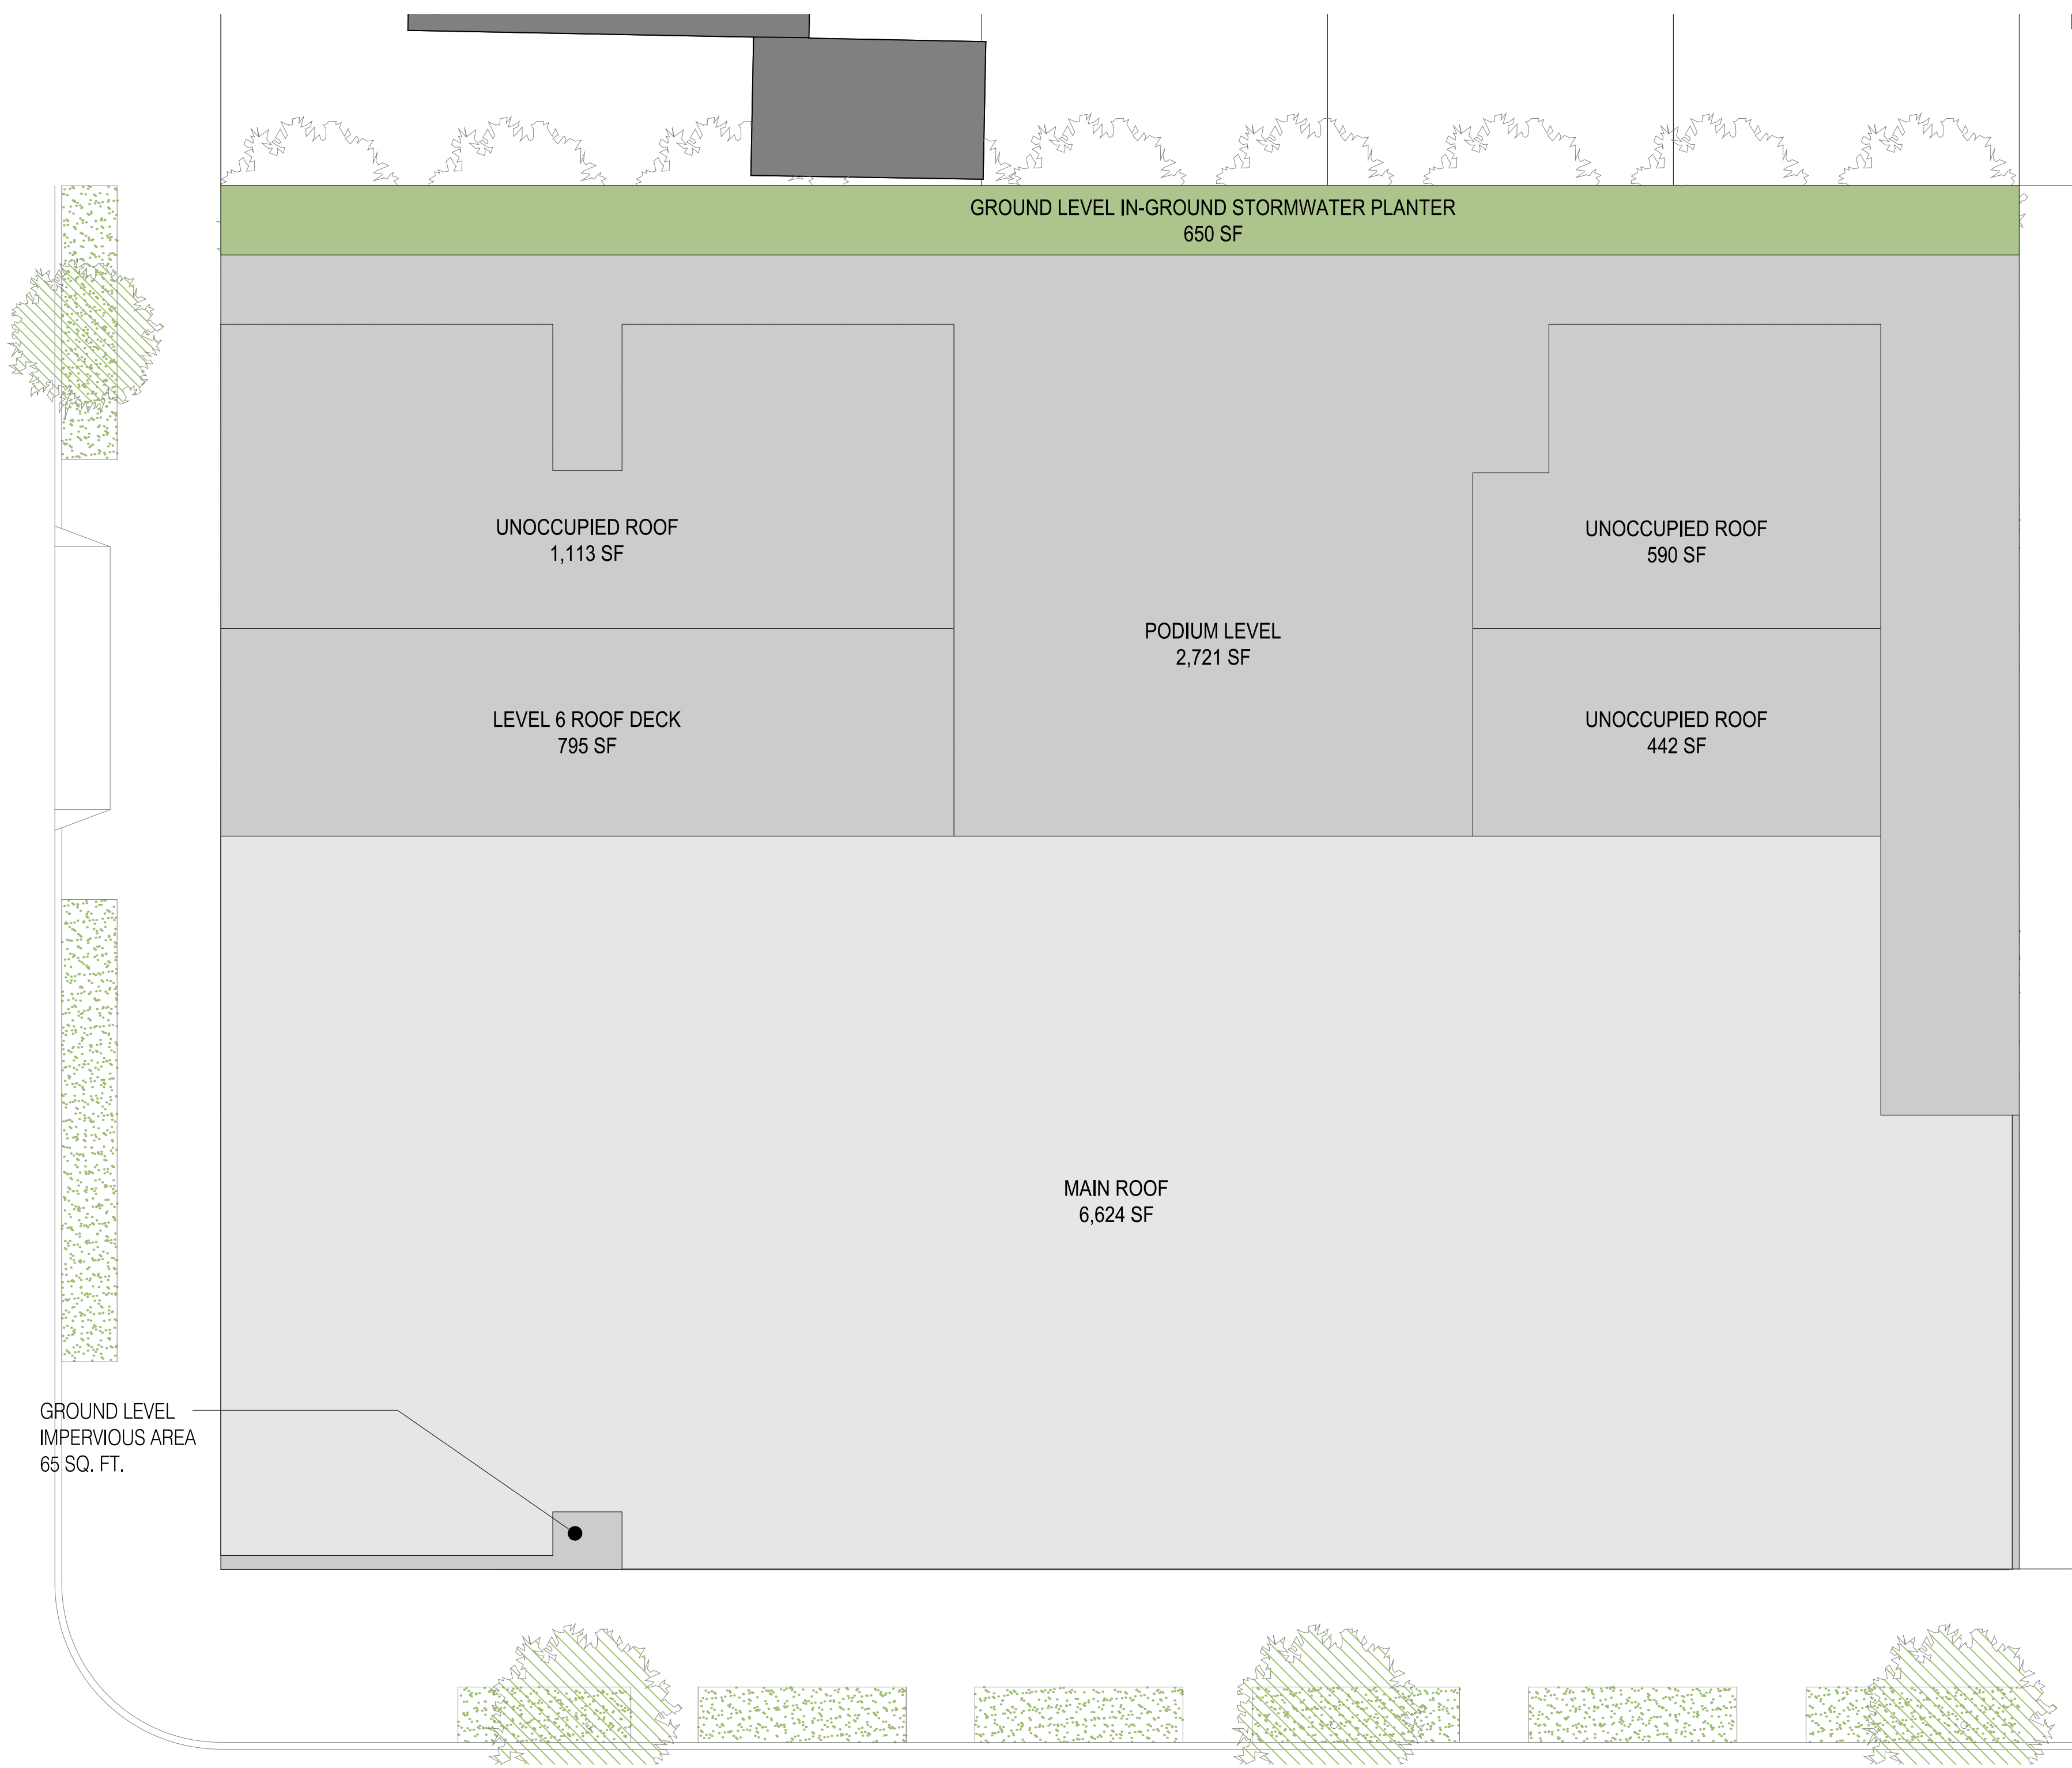 GROUND LEVEL IN-GROUND STORMWATER PLANTER
650 SF
UNOCCUPIED ROOF
1,113 SF
UNOCCUPIED ROOF
590 SF
PODIUM LEVEL
2,721 SF
LEVEL 6 ROOF DECK
795 SF
UNOCCUPIED ROOF
442 SF
MAIN ROOF
6,624 SF
GROUND LEVEL
IMPERVIOUS AREA
65 SQ. FT.